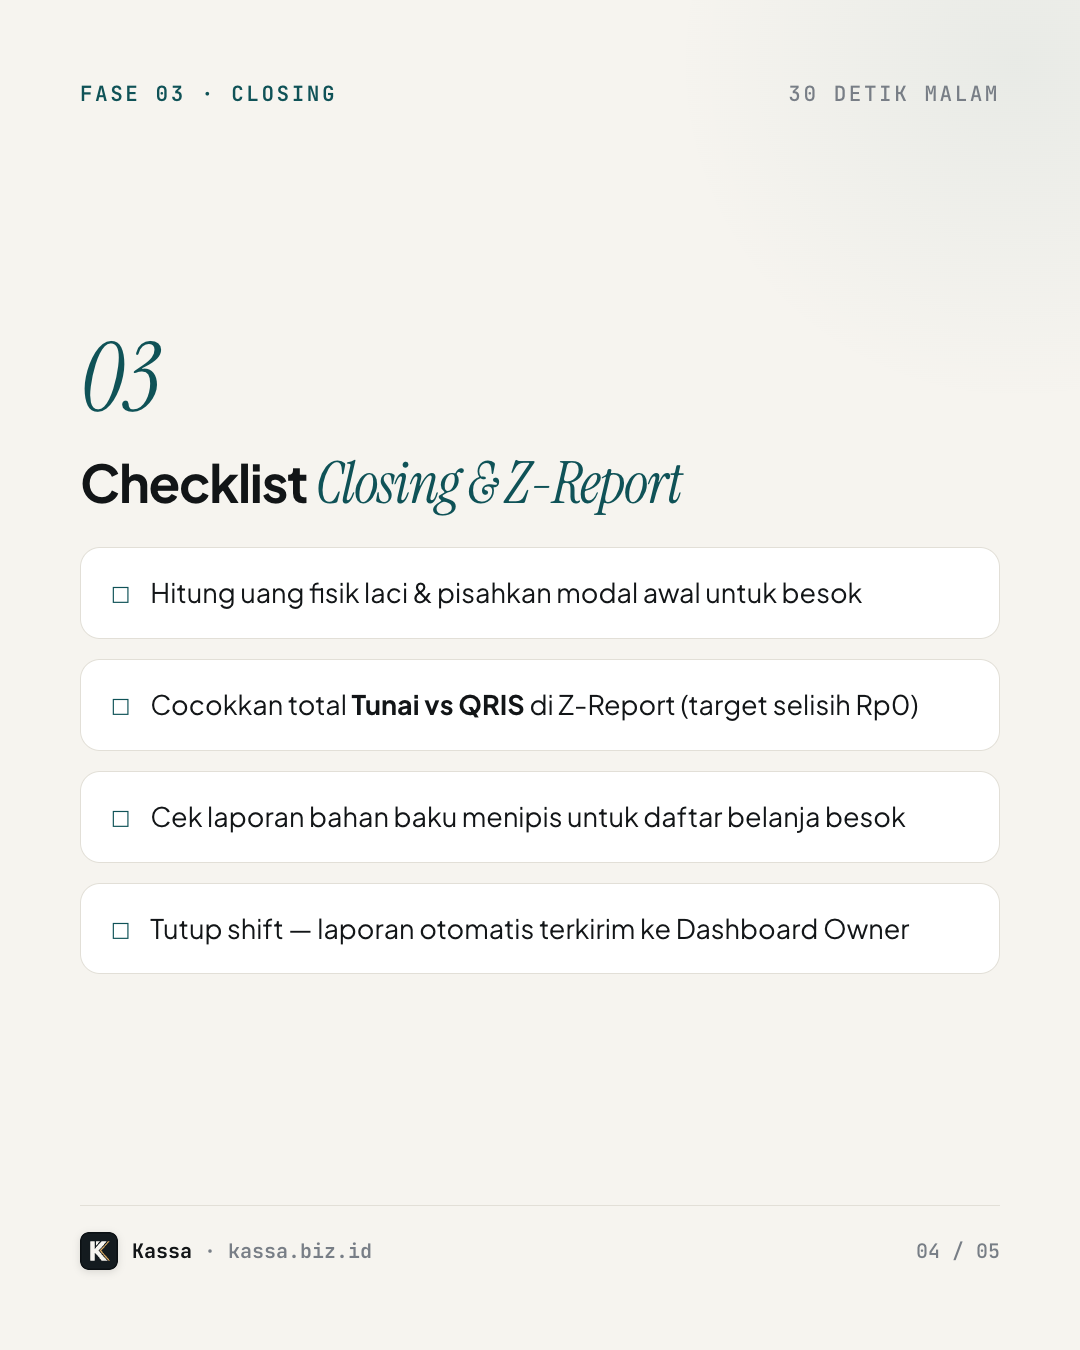 FASE 03 · CLOSING
30 DETIK MALAM
03
Checklist Closing & Z-Report
☐ Hitung uang fisik laci & pisahkan modal awal untuk besok
☐ Cocokkan total Tunai vs QRIS di Z-Report (target selisih Rp0)
☐ Cek laporan bahan baku menipis untuk daftar belanja besok
☐ Tutup shift — laporan otomatis terkirim ke Dashboard Owner
K Kassa · kassa.biz.id
04 / 05